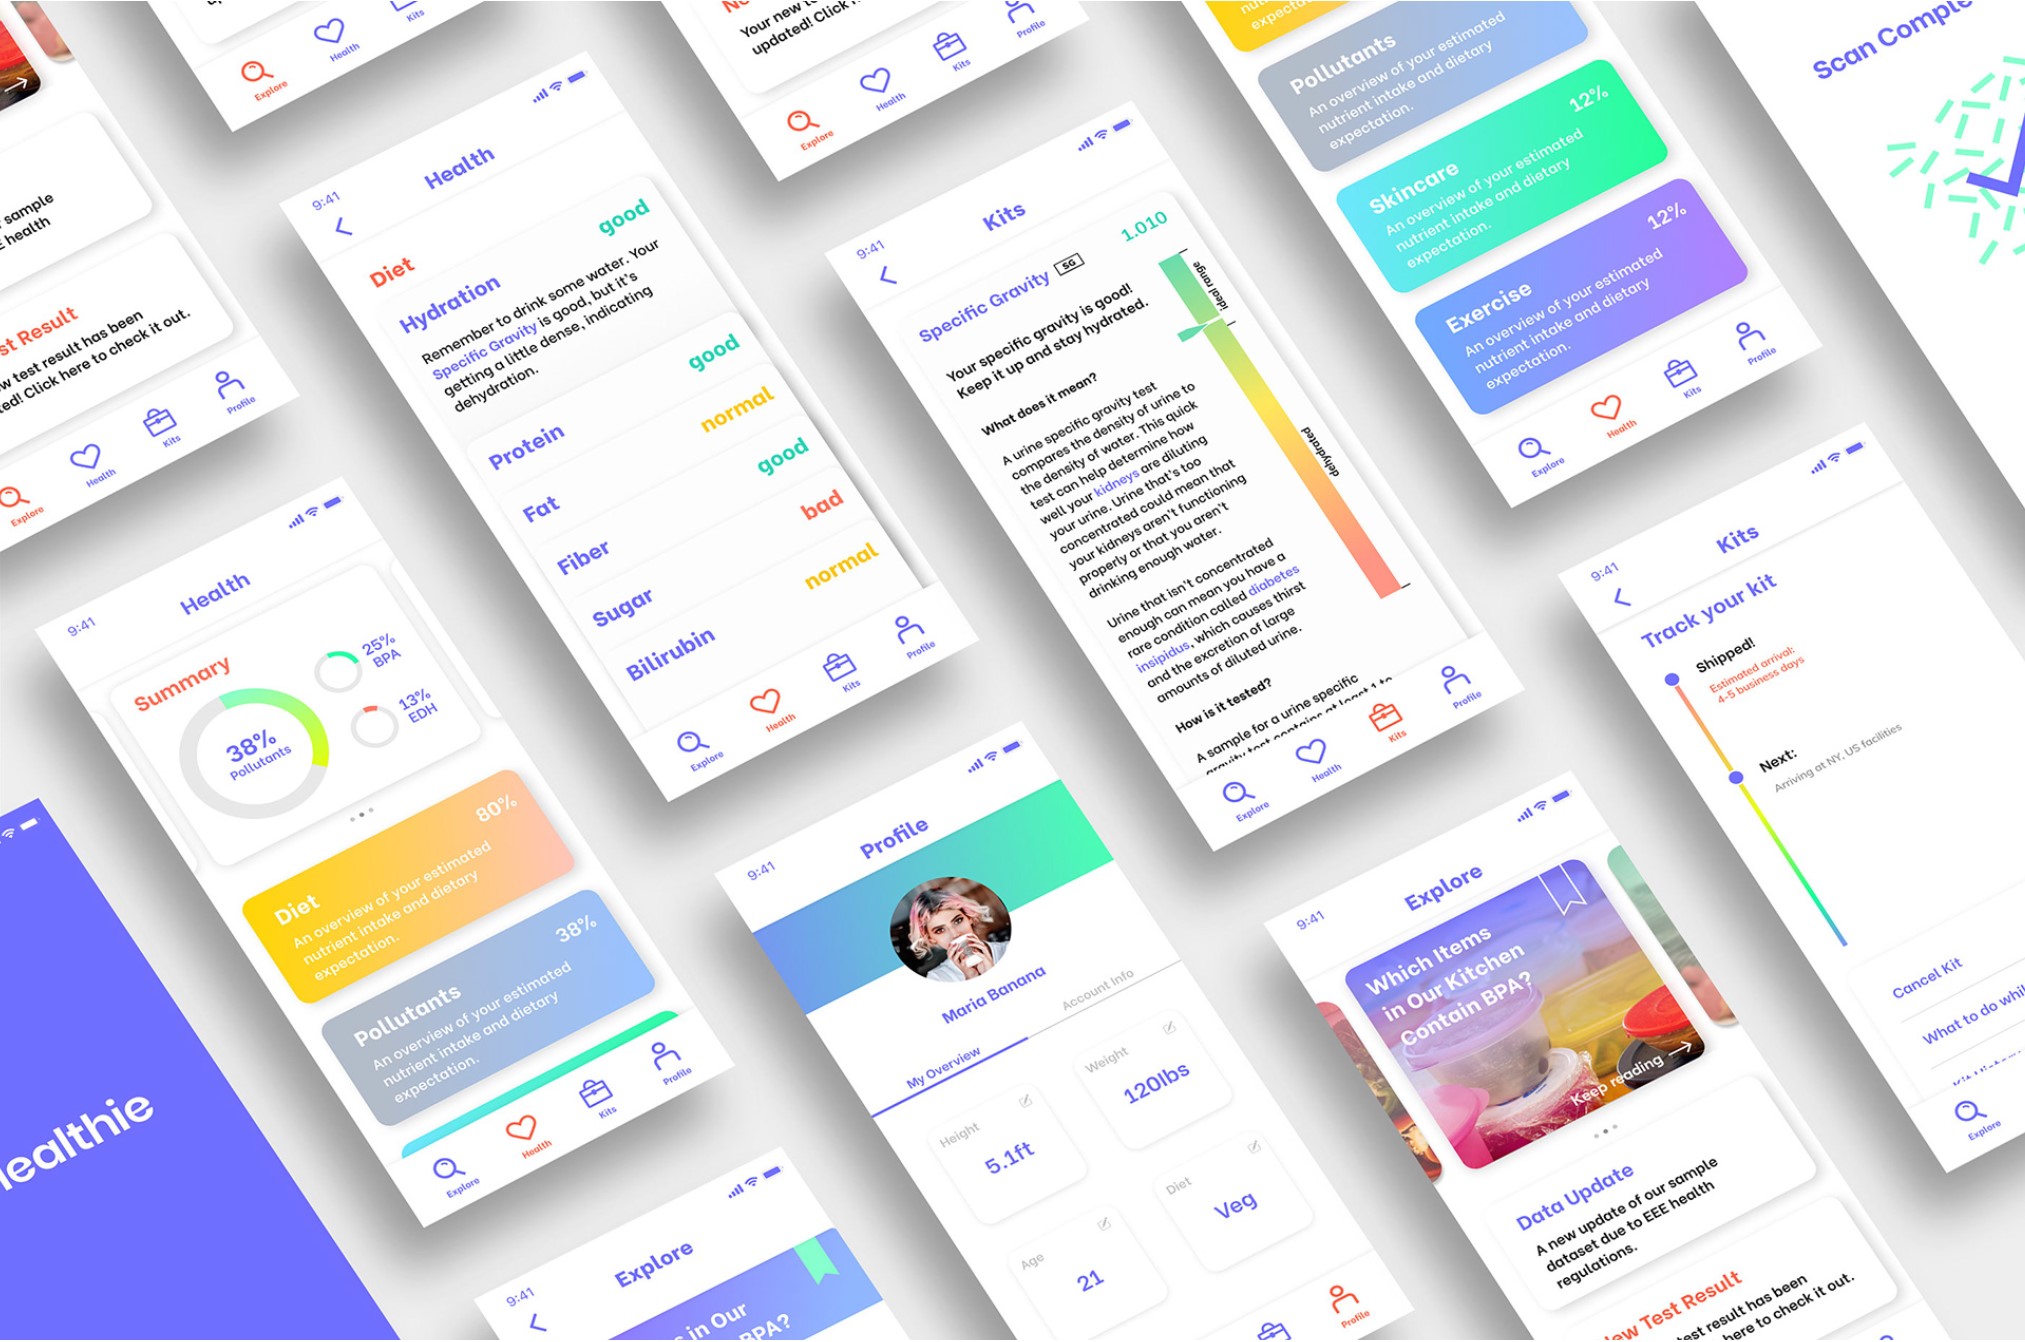 Explore
Health
Kits
Your new
updated! Click
Explore
Health
Kits
Profile
sample
health
Result
test result has been
Click here to check it out.
Explore
Health
Kits
Profile
9:41
Health
Diet
good
Hydration
Remember to drink some water. Your
Specific Gravity is good, but it's
getting a little dense, indicating
dehydration.
Protein
good
Fat
normal
Fiber
good
Sugar
bad
Bilirubin
normal
Explore
Health
Kits
Profile
9:41
Kits
Specific Gravity SG
1.010
Your specific gravity is good!
Keep it up and stay hydrated.
ideal range
dehydrated
What does it mean?
A urine specific gravity test
compares the density of urine to
the density of water. This quick
test can help determine how
well your kidneys are diluting
your urine. Urine that's too
concentrated could mean that
your kidneys aren't functioning
properly or that you aren't
drinking enough water.
Urine that isn't concentrated
enough can mean you have a
rare condition called diabetes
insipidus, which causes thirst
and the excretion of large
amounts of diluted urine.
How is it tested?
A sample for a urine specific
gravity test contains at least 1 to
Explore
Health
Kits
Profile
Pollutants
An overview of your estimated
nutrient intake and dietary
expectation.
Skincare
12%
An overview of your estimated
nutrient intake and dietary
expectation.
Exercise
12%
An overview of your estimated
nutrient intake and dietary
expectation.
Explore
Health
Kits
Profile
Scan
9:41
Health
Summary
38%
Pollutants
25%
BPA
13%
EDH
Diet
80%
An overview of your estimated
nutrient intake and dietary
expectation.
Pollutants
38%
An overview of your estimated
nutrient intake and dietary
expectation.
Explore
Health
Kits
Profile
9:41
Profile
Maria Banana
My Overview
Account Info
Height
5.1ft
Weight
120lbs
Age
21
Diet
Veg
Profile
9:41
Kits
Track your kit
Shipped!
Estimated arrival:
4-5 business days
Next:
Arriving at NY, US facilities
Cancel Kit
What to do
Explore
9:41
Explore
Which Items
in Our Kitchen
Contain BPA?
Keep reading
Data Update
A new update of our sample
dataset due to EEE health
regulations.
Test Result
test result has been
here to check it out.
ealthie
9:41
Explore
in Our
BPA?